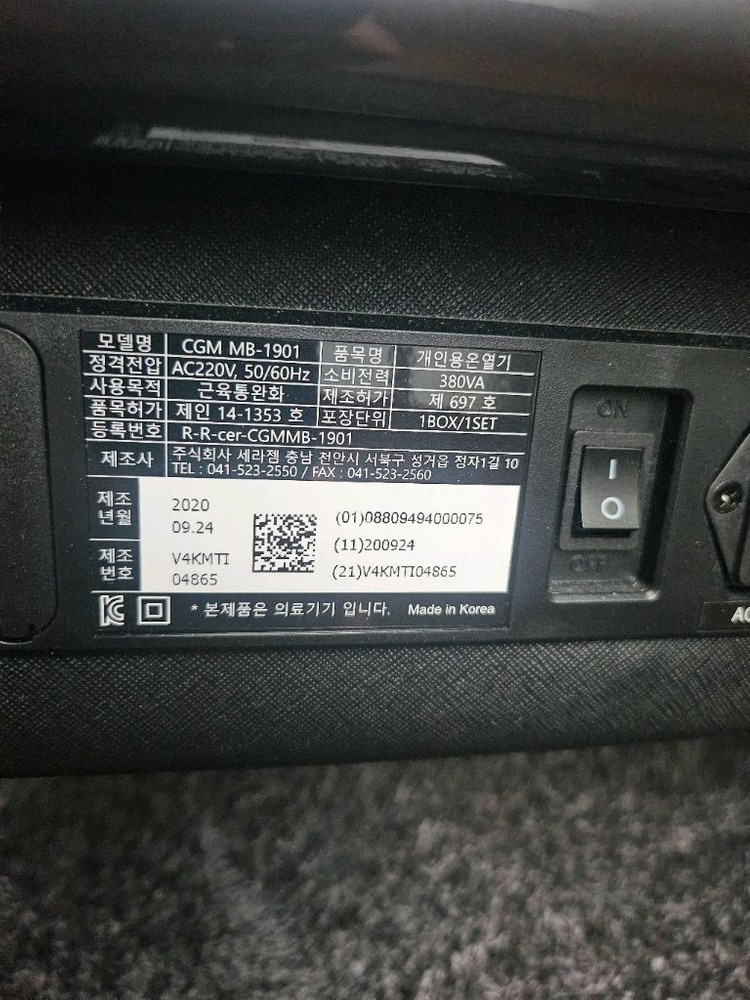 모델명 CGM MB-1901 품목명 개인용온열기
정격전압 AC220V, 50/60Hz 소비전력 380VA
사용목적 근육통완화 제조허가 제 697 호
품목허가 제인 14-1353 호 포장단위 1BOX/1SET
등록번호 R-R-cer-CGMMB-1901
제조사 주식회사 세라젬 충남 천안시 서북구 성거읍 정자1길 10
TEL : 041-523-2550 / FAX : 041-523-2560
제조
년월
2020
09.24
제조
번호
V4KMTI
04865
(01)08809494000075
(11)200924
(21)V4KMTI04865
* 본제품은 의료기기 입니다. Made in Korea
ON
I
O
OFF
AC